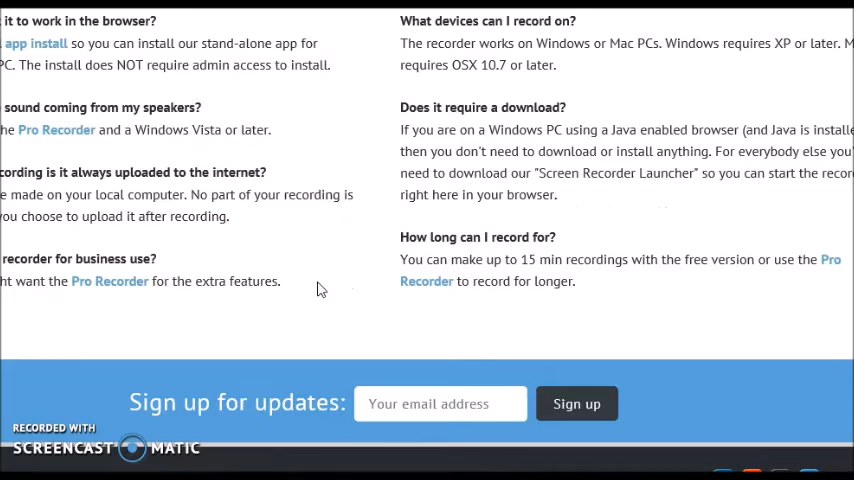 it to work in the browser?
app install so you can install our stand-alone app for
PC. The install does NOT require admin access to install.
sound coming from my speakers?
he Pro Recorder and a Windows Vista or later.
cording is it always uploaded to the internet?
e made on your local computer. No part of your recording is
you choose to upload it after recording.
recorder for business use?
ht want the Pro Recorder for the extra features.
What devices can I record on?
The recorder works on Windows or Mac PCs. Windows requires XP or later. M
requires OSX 10.7 or later.
Does it require a download?
If you are on a Windows PC using a Java enabled browser (and Java is installe
then you don't need to download or install anything. For everybody else you'
need to download our "Screen Recorder Launcher" so you can start the recor
right here in your browser.
How long can I record for?
You can make up to 15 min recordings with the free version or use the Pro
Recorder to record for longer.
Sign up for updates:
Your email address
Sign up
RECORDED WITH
SCREENCAST MATIC